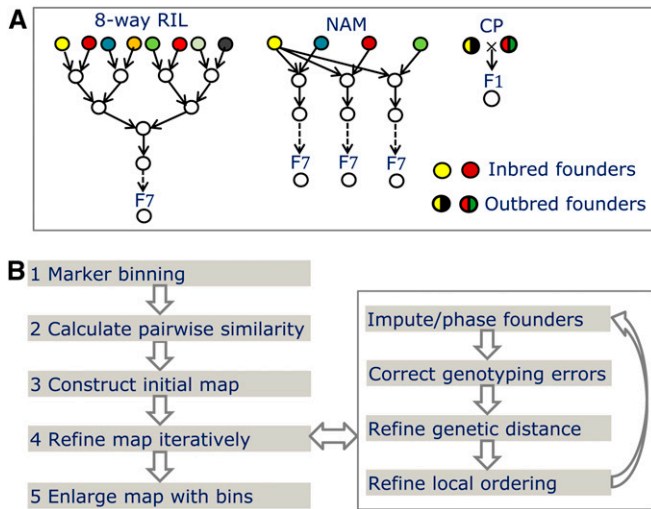 A
8-way RIL
NAM
CP
×
F1
F7
F7
F7
F7
Inbred founders
Outbred founders
B
1 Marker binning
2 Calculate pairwise similarity
3 Construct initial map
4 Refine map iteratively
5 Enlarge map with bins
Impute/phase founders
Correct genotyping errors
Refine genetic distance
Refine local ordering